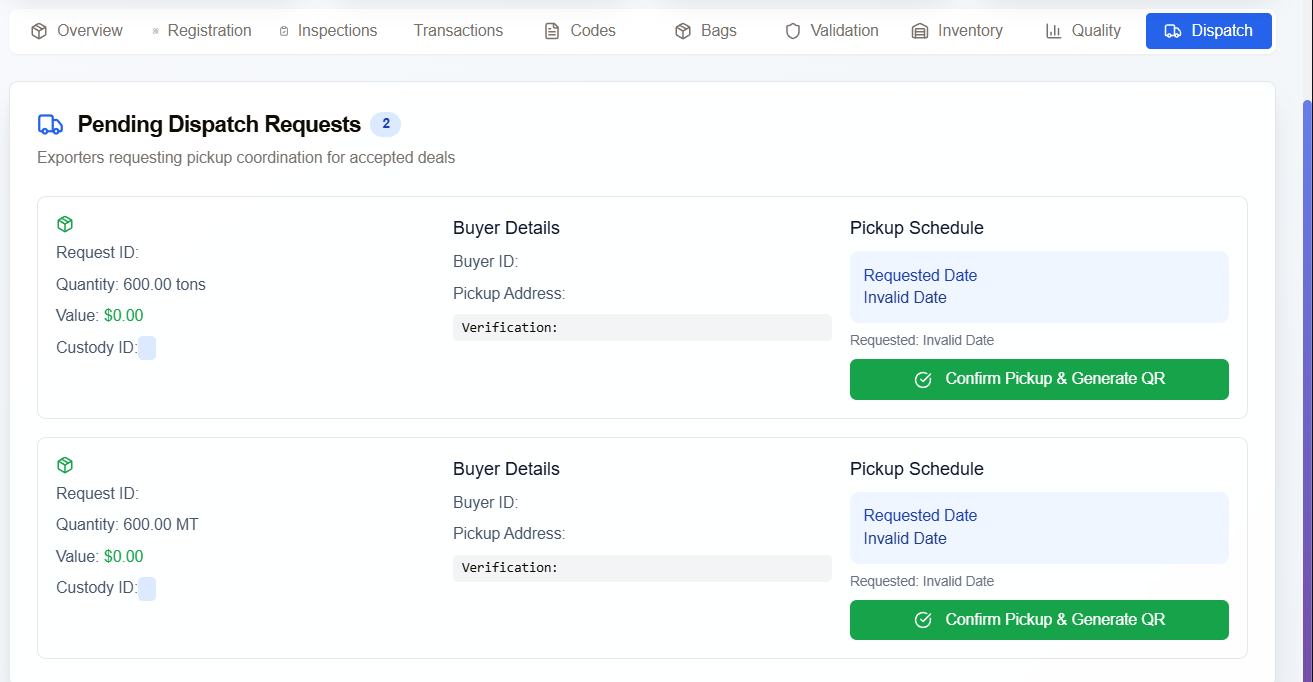 Overview Registration Inspections Transactions Codes Bags Validation Inventory Quality Dispatch
Pending Dispatch Requests 2
Exporters requesting pickup coordination for accepted deals
Request ID:
Quantity: 600.00 tons
Value: $0.00
Custody ID:
Buyer Details
Buyer ID:
Pickup Address:
Verification:
Pickup Schedule
Requested Date
Invalid Date
Requested: Invalid Date
Confirm Pickup & Generate QR
Request ID:
Quantity: 600.00 MT
Value: $0.00
Custody ID:
Buyer Details
Buyer ID:
Pickup Address:
Verification:
Pickup Schedule
Requested Date
Invalid Date
Requested: Invalid Date
Confirm Pickup & Generate QR